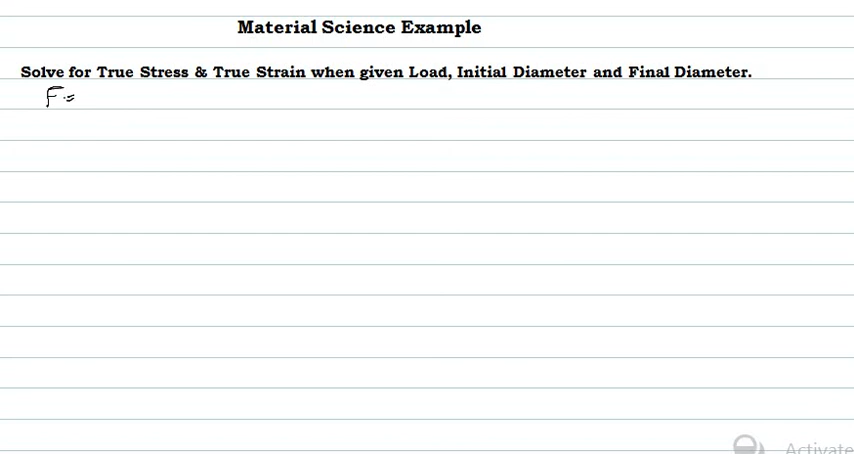 Material Science Example
Solve for True Stress & True Strain when given Load, Initial Diameter and Final Diameter.
F =
Activate